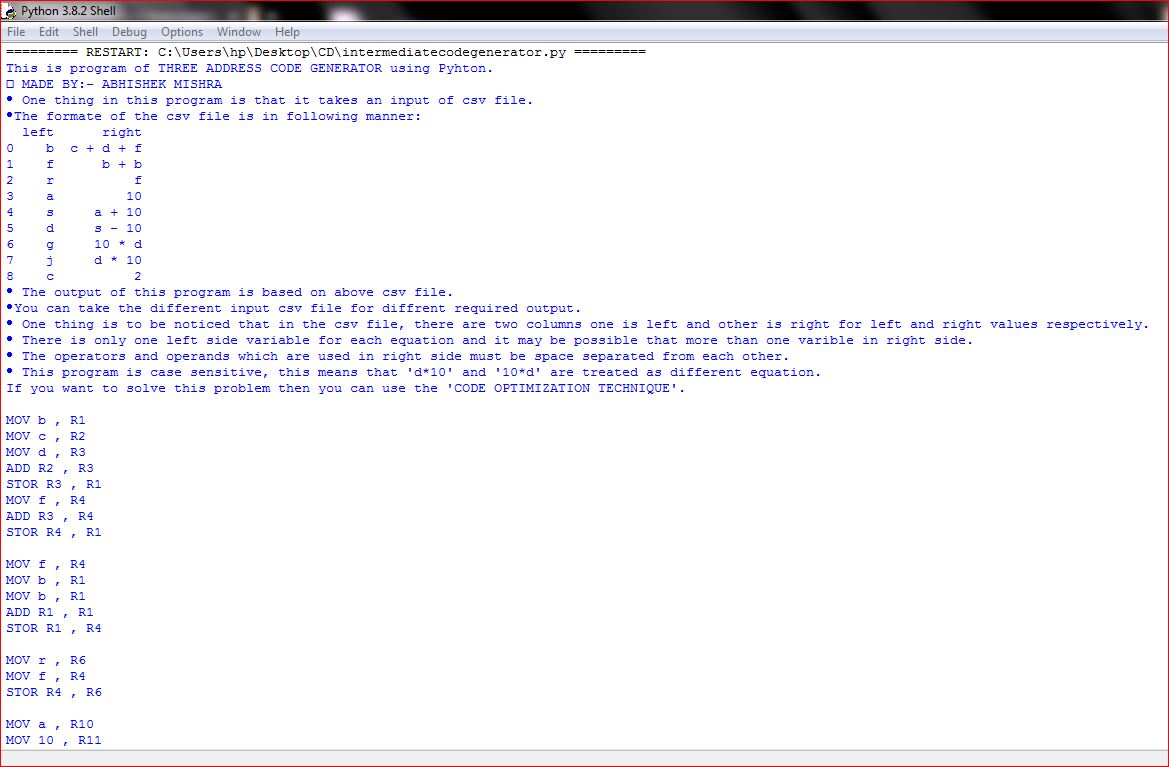 Python 3.8.2 Shell
File Edit Shell Debug Options Window Help
========= RESTART: C:\Users\hp\Desktop\CD\intermediatecodegenerator.py =========
This is program of THREE ADDRESS CODE GENERATOR using Pyhton.
□ MADE BY:- ABHISHEK MISHRA
• One thing in this program is that it takes an input of csv file.
•The formate of the csv file is in following manner:
  left      right
0    b  c + d + f
1    f      b + b
2    r          f
3    a         10
4    s     a + 10
5    d     s - 10
6    g     10 * d
7    j     d * 10
8    c          2
• The output of this program is based on above csv file.
•You can take the different input csv file for diffrent required output.
• One thing is to be noticed that in the csv file, there are two columns one is left and other is right for left and right values respectively.
• There is only one left side variable for each equation and it may be possible that more than one varible in right side.
• The operators and operands which are used in right side must be space separated from each other.
• This program is case sensitive, this means that 'd*10' and '10*d' are treated as different equation.
If you want to solve this problem then you can use the 'CODE OPTIMIZATION TECHNIQUE'.
MOV b , R1
MOV c , R2
MOV d , R3
ADD R2 , R3
STOR R3 , R1
MOV f , R4
ADD R3 , R4
STOR R4 , R1
MOV f , R4
MOV b , R1
MOV b , R1
ADD R1 , R1
STOR R1 , R4
MOV r , R6
MOV f , R4
STOR R4 , R6
MOV a , R10
MOV 10 , R11